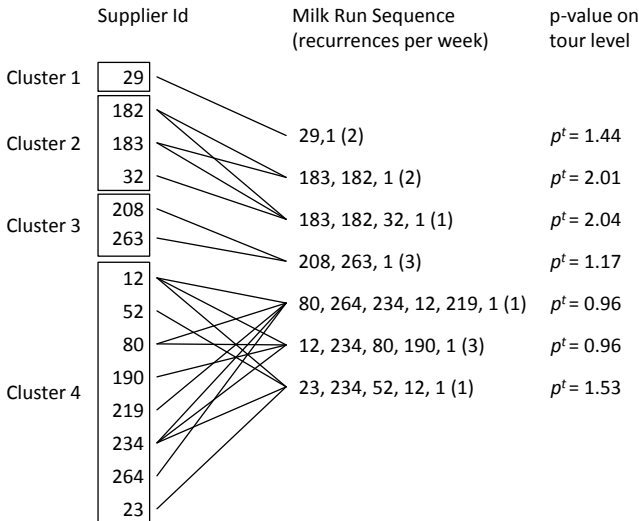 Supplier Id
Milk Run Sequence
(recurrences per week)
p-value on
tour level
Cluster 1
29
Cluster 2
182
183
32
Cluster 3
208
263
Cluster 4
12
52
80
190
219
234
264
23
29,1 (2)
pᵗ = 1.44
183, 182, 1 (2)
pᵗ = 2.01
183, 182, 32, 1 (1)
pᵗ = 2.04
208, 263, 1 (3)
pᵗ = 1.17
80, 264, 234, 12, 219, 1 (1)
pᵗ = 0.96
12, 234, 80, 190, 1 (3)
pᵗ = 0.96
23, 234, 52, 12, 1 (1)
pᵗ = 1.53